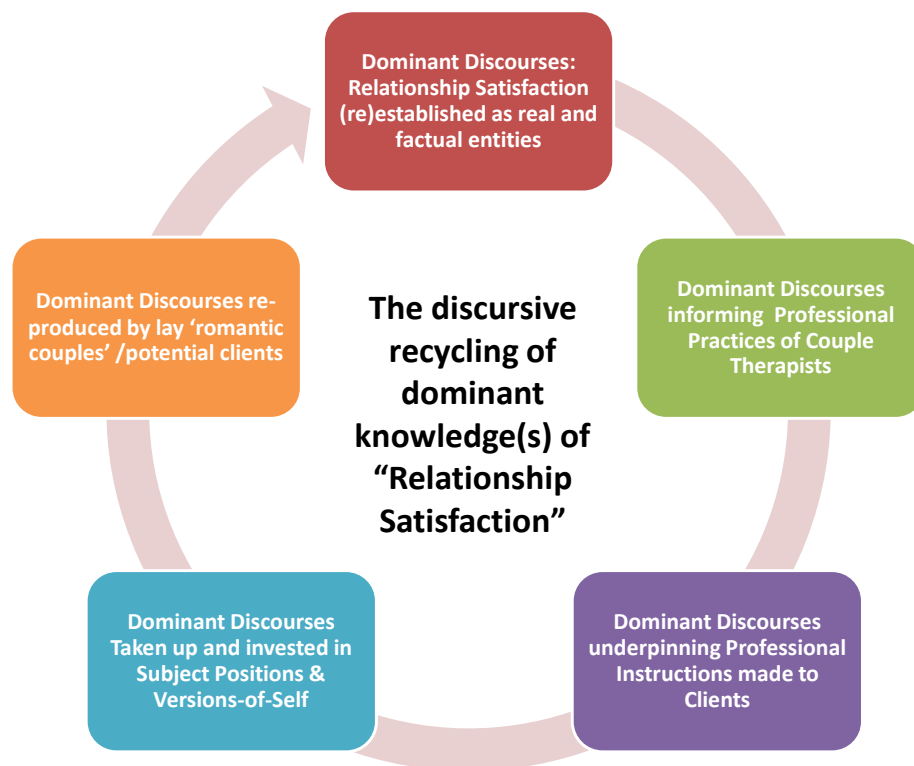 Dominant Discourses:
Relationship Satisfaction
(re)established as real and
factual entities
Dominant Discourses
informing Professional
Practices of Couple
Therapists
Dominant Discourses
underpinning Professional
Instructions made to
Clients
Dominant Discourses
Taken up and invested in
Subject Positions &
Versions-of-Self
Dominant Discourses re-
produced by lay ‘romantic
couples’ /potential clients
The discursive
recycling of
dominant
knowledge(s) of
“Relationship
Satisfaction”